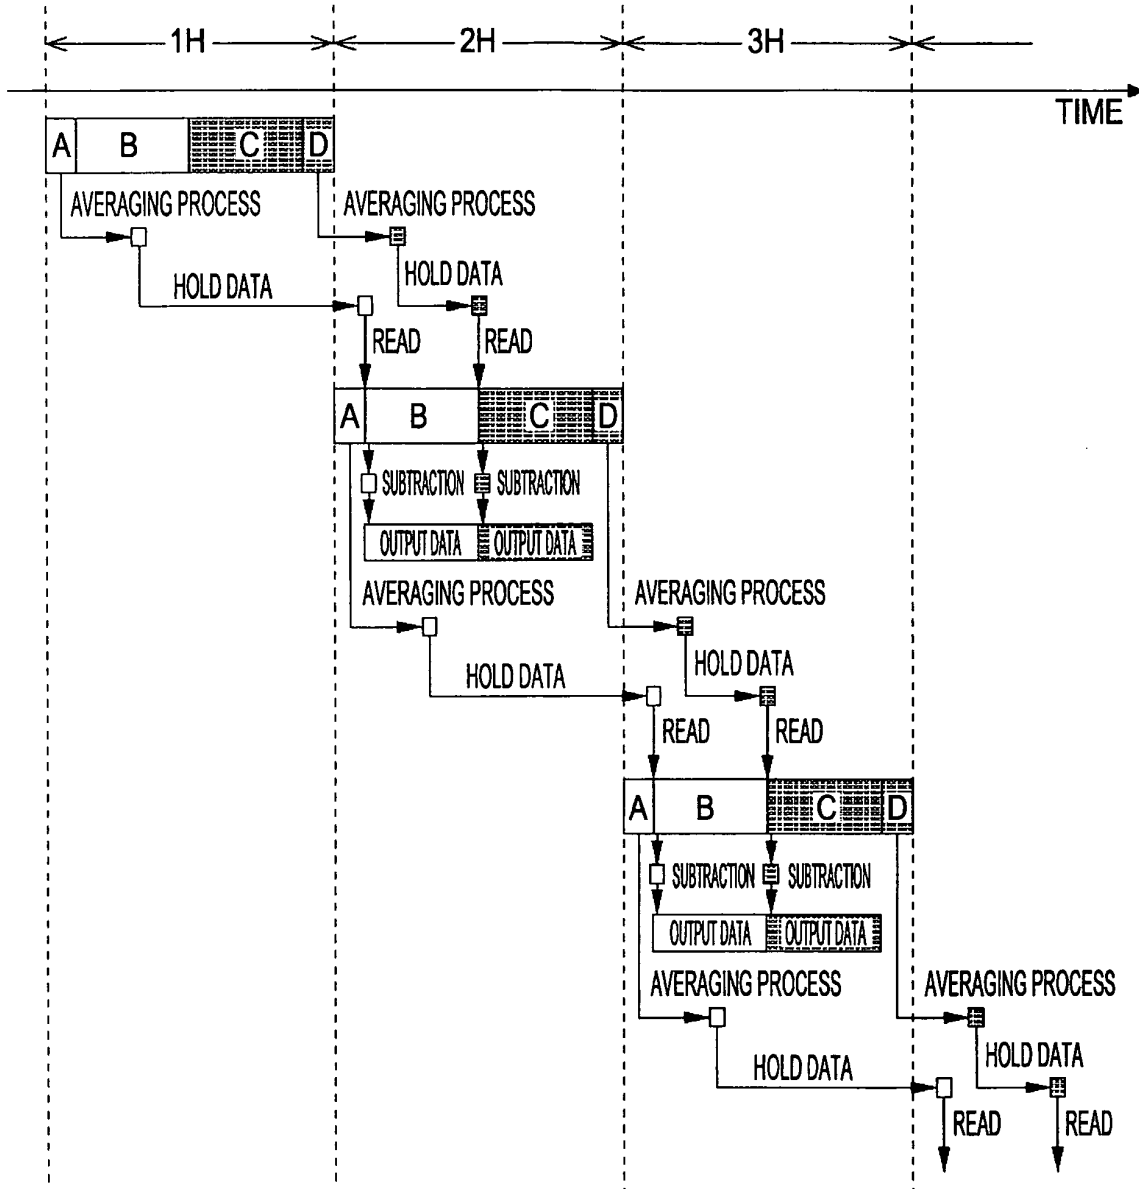 1H 2H 3H
TIME
A B C D
AVERAGING PROCESS AVERAGING PROCESS
HOLD DATA HOLD DATA
READ READ
A B C D
SUBTRACTION SUBTRACTION
OUTPUT DATA OUTPUT DATA
AVERAGING PROCESS AVERAGING PROCESS
HOLD DATA HOLD DATA
READ READ
A B C D
SUBTRACTION SUBTRACTION
OUTPUT DATA OUTPUT DATA
AVERAGING PROCESS AVERAGING PROCESS
HOLD DATA HOLD DATA
READ READ